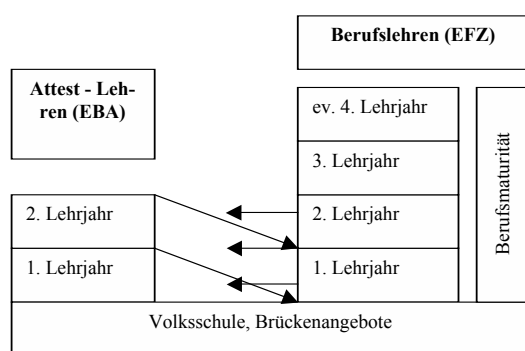 Berufslehren (EFZ)
Attest - Leh-
ren (EBA)
ev. 4. Lehrjahr
3. Lehrjahr
2. Lehrjahr
2. Lehrjahr
1. Lehrjahr
1. Lehrjahr
Berufsmaturität
Volksschule, Brückenangebote